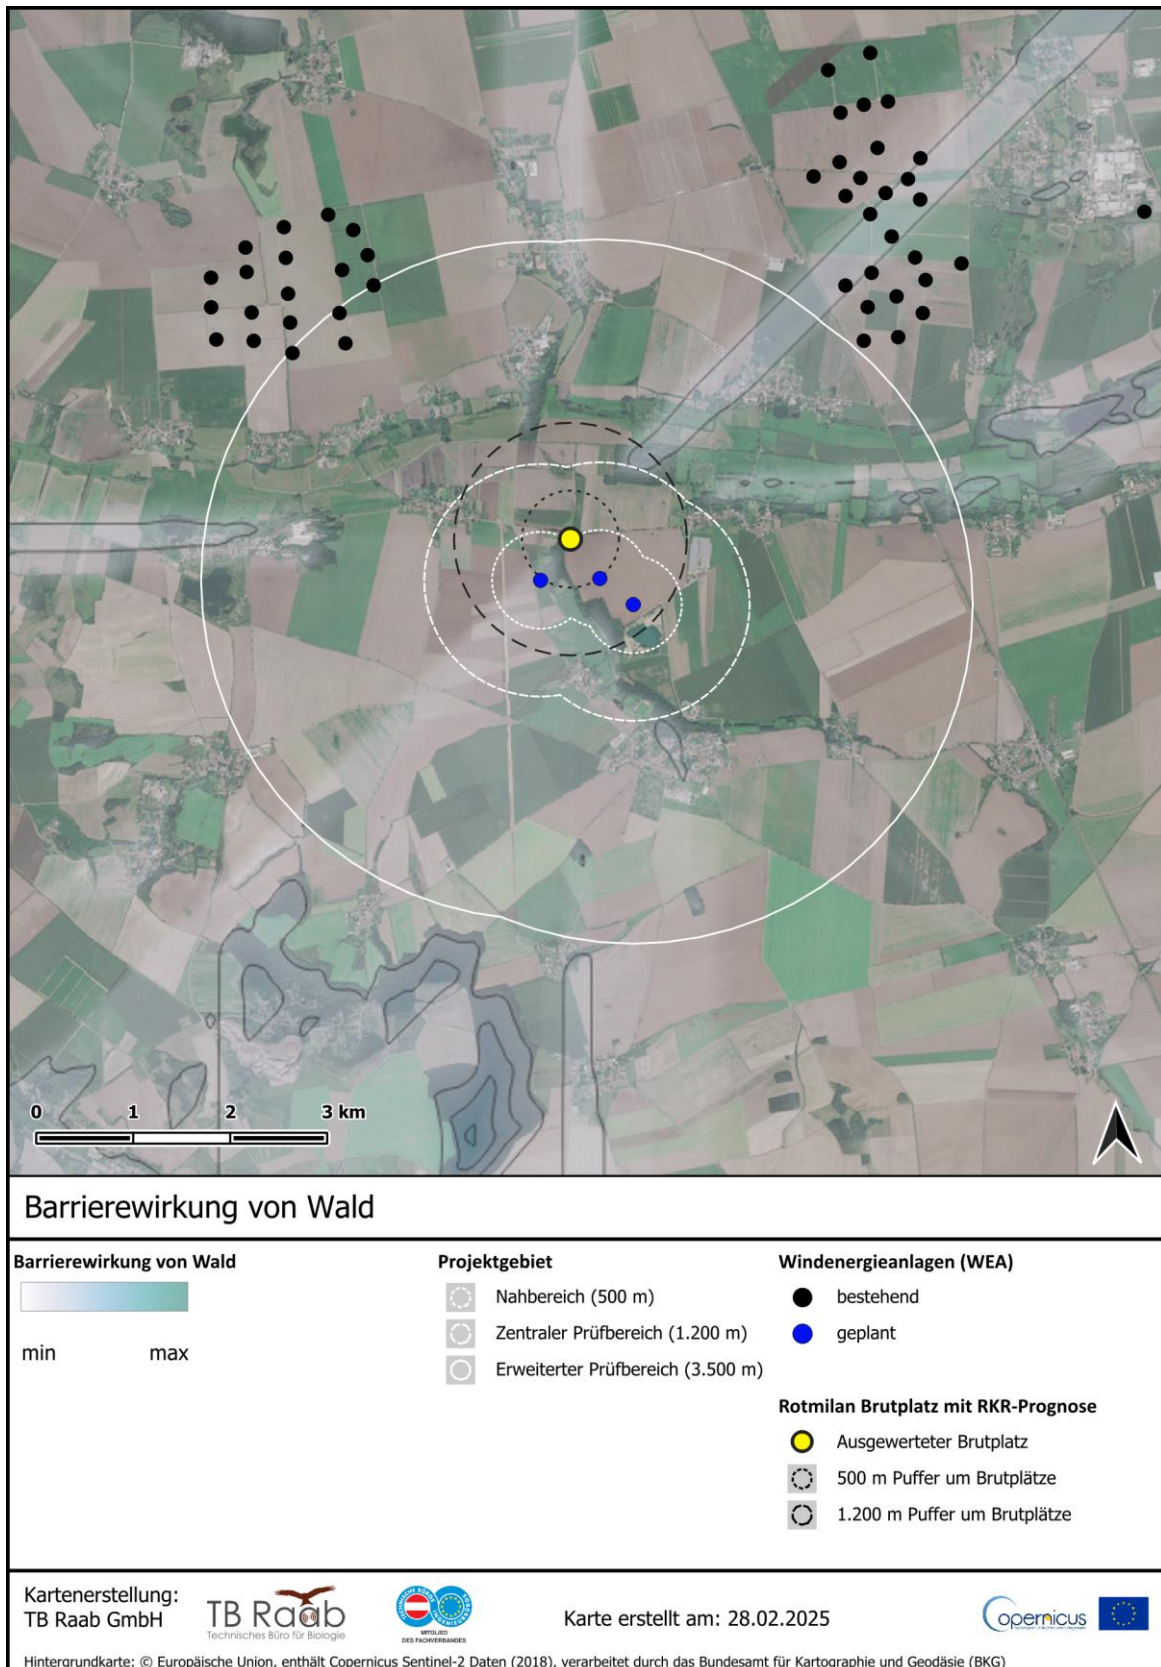 0 1 2 3 km
Barrierewirkung von Wald
Barrierewirkung von Wald
min max
Projektgebiet
Nahbereich (500 m)
Zentraler Prüfbereich (1.200 m)
Erweiterter Prüfbereich (3.500 m)
Windenergieanlagen (WEA)
bestehend
geplant
Rotmilan Brutplatz mit RKR-Prognose
Ausgewerteter Brutplatz
500 m Puffer um Brutplätze
1.200 m Puffer um Brutplätze
Kartenerstellung:
TB Raab GmbH
TB Raab
Technisches Büro für Biologie
MITGLIED
DES FACHVERBANDES
Karte erstellt am: 28.02.2025
opernicus
Hintergrundkarte: © Europäische Union, enthält Copernicus Sentinel-2 Daten (2018), verarbeitet durch das Bundesamt für Kartographie und Geodäsie (BKG)